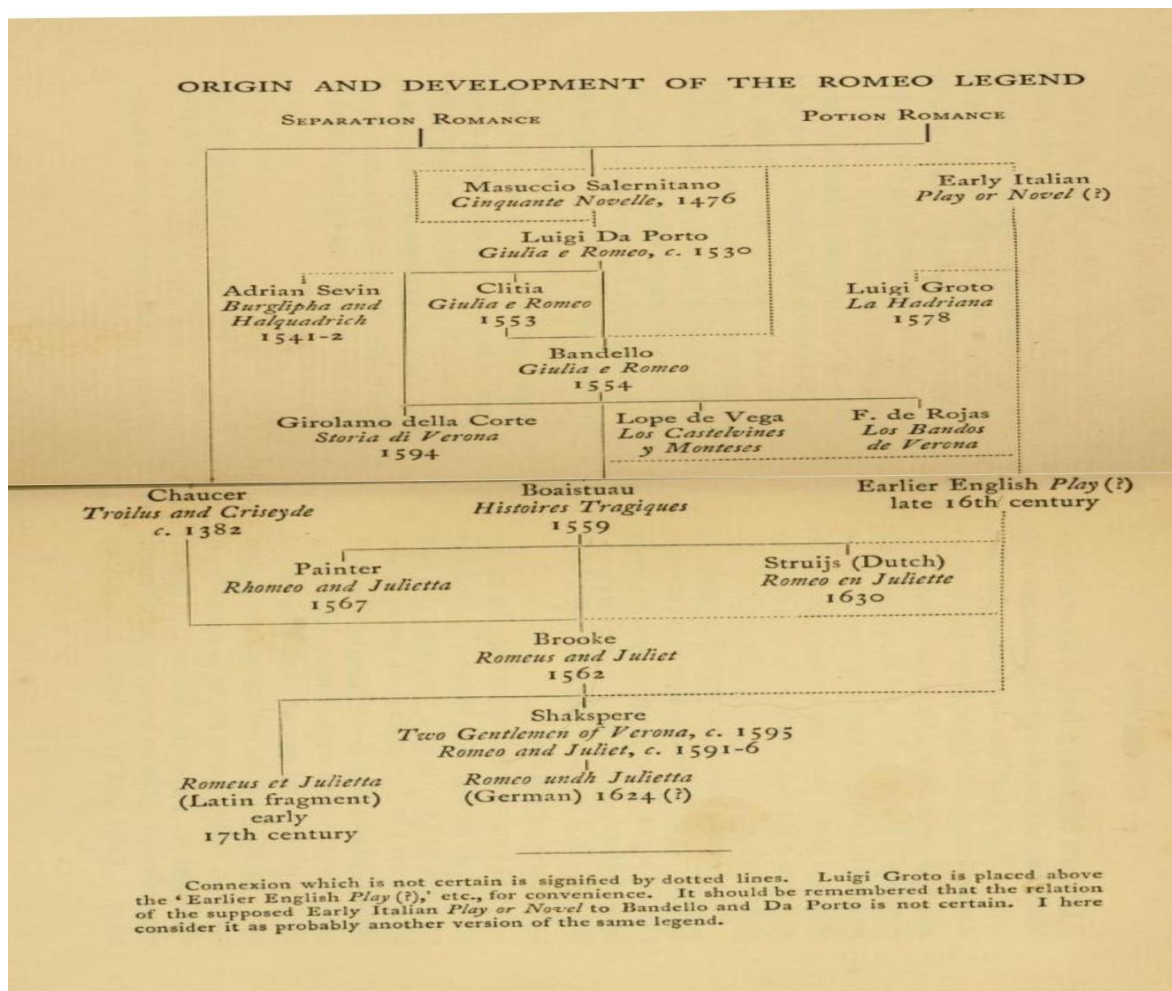 ORIGIN AND DEVELOPMENT OF THE ROMEO LEGEND
SEPARATION ROMANCE
POTION ROMANCE
Masuccio Salernitano
Cinquante Novelle, 1476
Early Italian
Play or Novel (?)
Luigi Da Porto
Giulia e Romeo, c. 1530
Adrian Sevin
Burglipha and
Halquadrich
1541-2
Clitia
Giulia e Romeo
1553
Luigi Groto
La Hadriana
1578
Bandello
Giulia e Romeo
1554
Girolamo della Corte
Storia di Verona
1594
Lope de Vega
Los Castelvines
y Monteses
F. de Rojas
Los Bandos
de Verona
Chaucer
Troilus and Criseyde
c. 1382
Boaistuau
Histoires Tragiques
1559
Earlier English Play (?)
late 16th century
Painter
Rhomeo and Julietta
1567
Struijs (Dutch)
Romeo en Juliette
1630
Brooke
Romeus and Juliet
1562
Shakspere
Two Gentlemen of Verona, c. 1595
Romeo and Juliet, c. 1591-6
Romeus et Julietta
(Latin fragment)
early
17th century
Romeo undh Julietta
(German) 1624 (?)
Connexion which is not certain is signified by dotted lines. Luigi Groto is placed above
the ‘Earlier English Play (?),’ etc., for convenience. It should be remembered that the relation
of the supposed Early Italian Play or Novel to Bandello and Da Porto is not certain. I here
consider it as probably another version of the same legend.